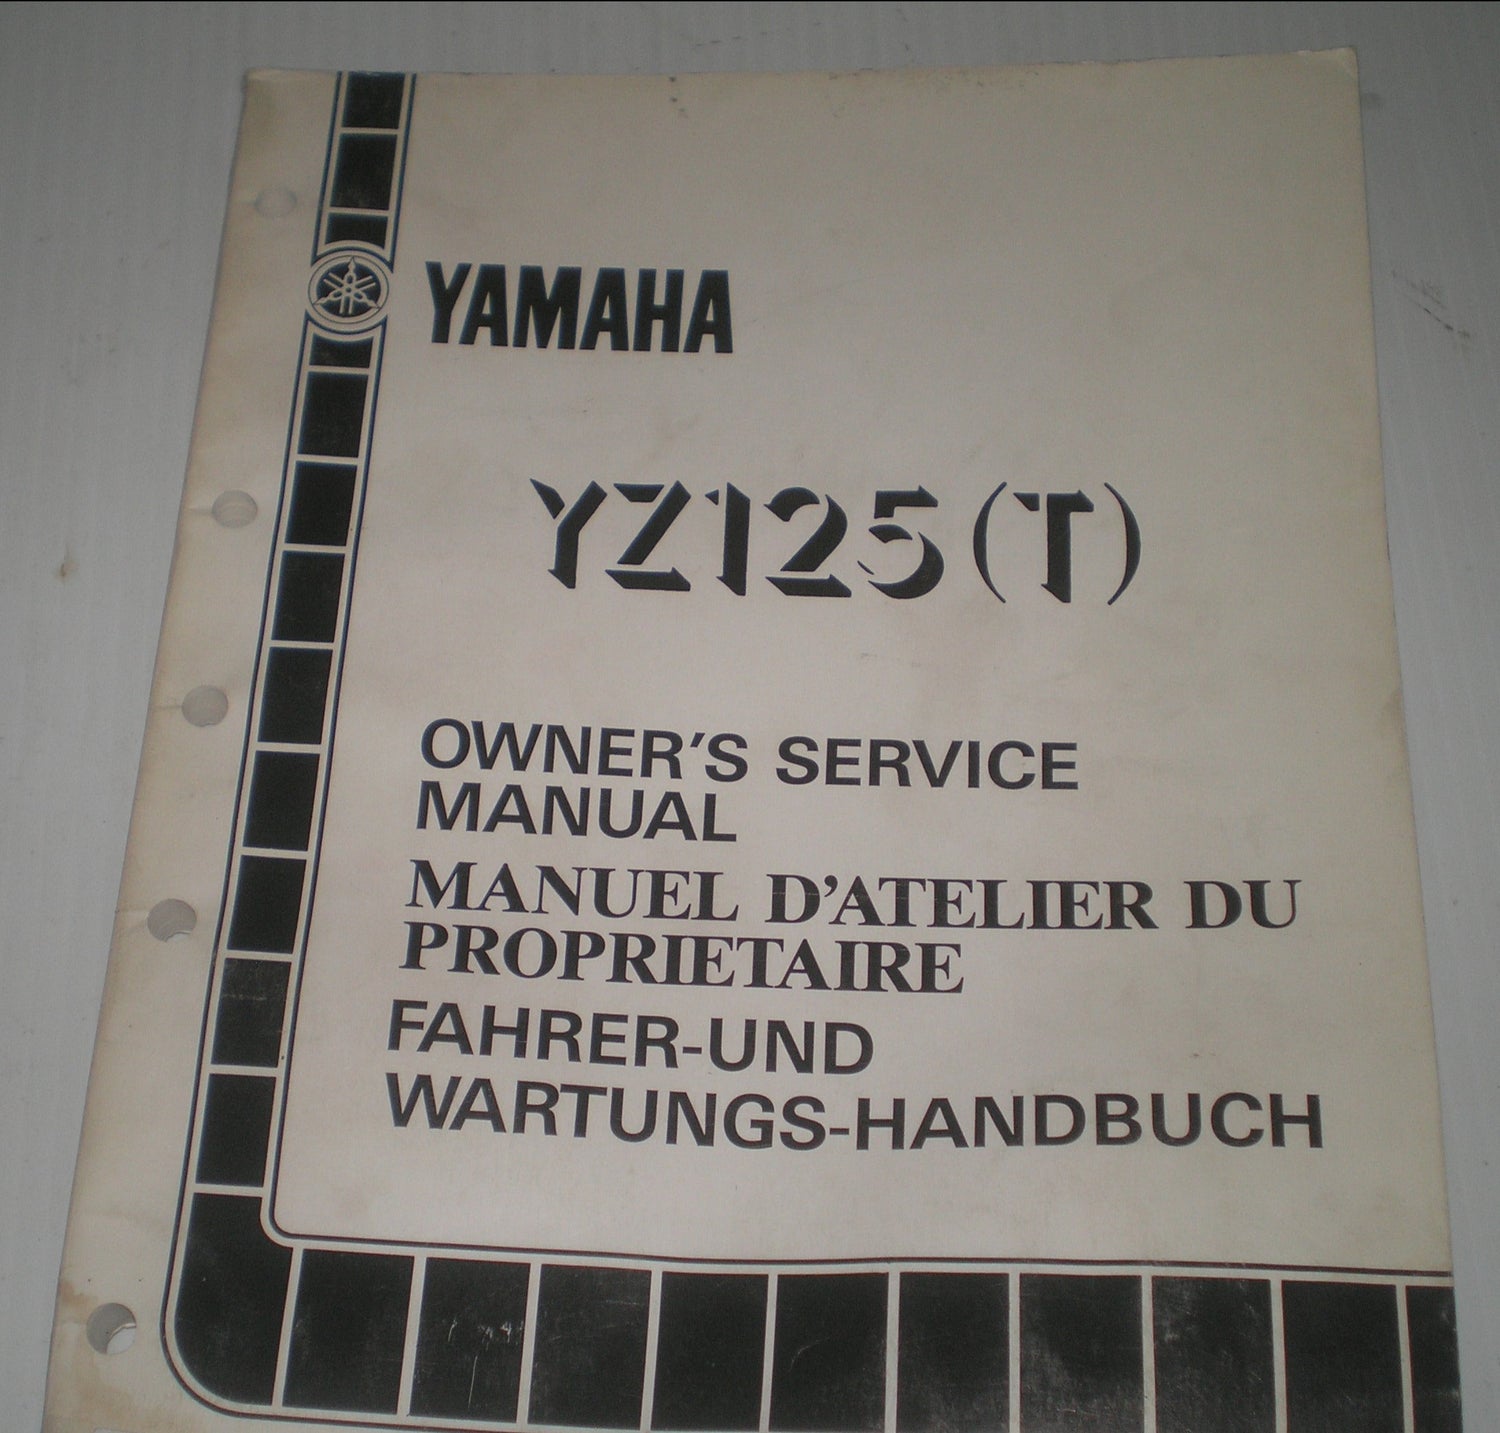 YAMAHA
YZ125(T)
OWNER'S SERVICE
MANUAL
MANUEL D'ATELIER DU
PROPRIETAIRE
FAHRER-UND
WARTUNGS-HANDBUCH